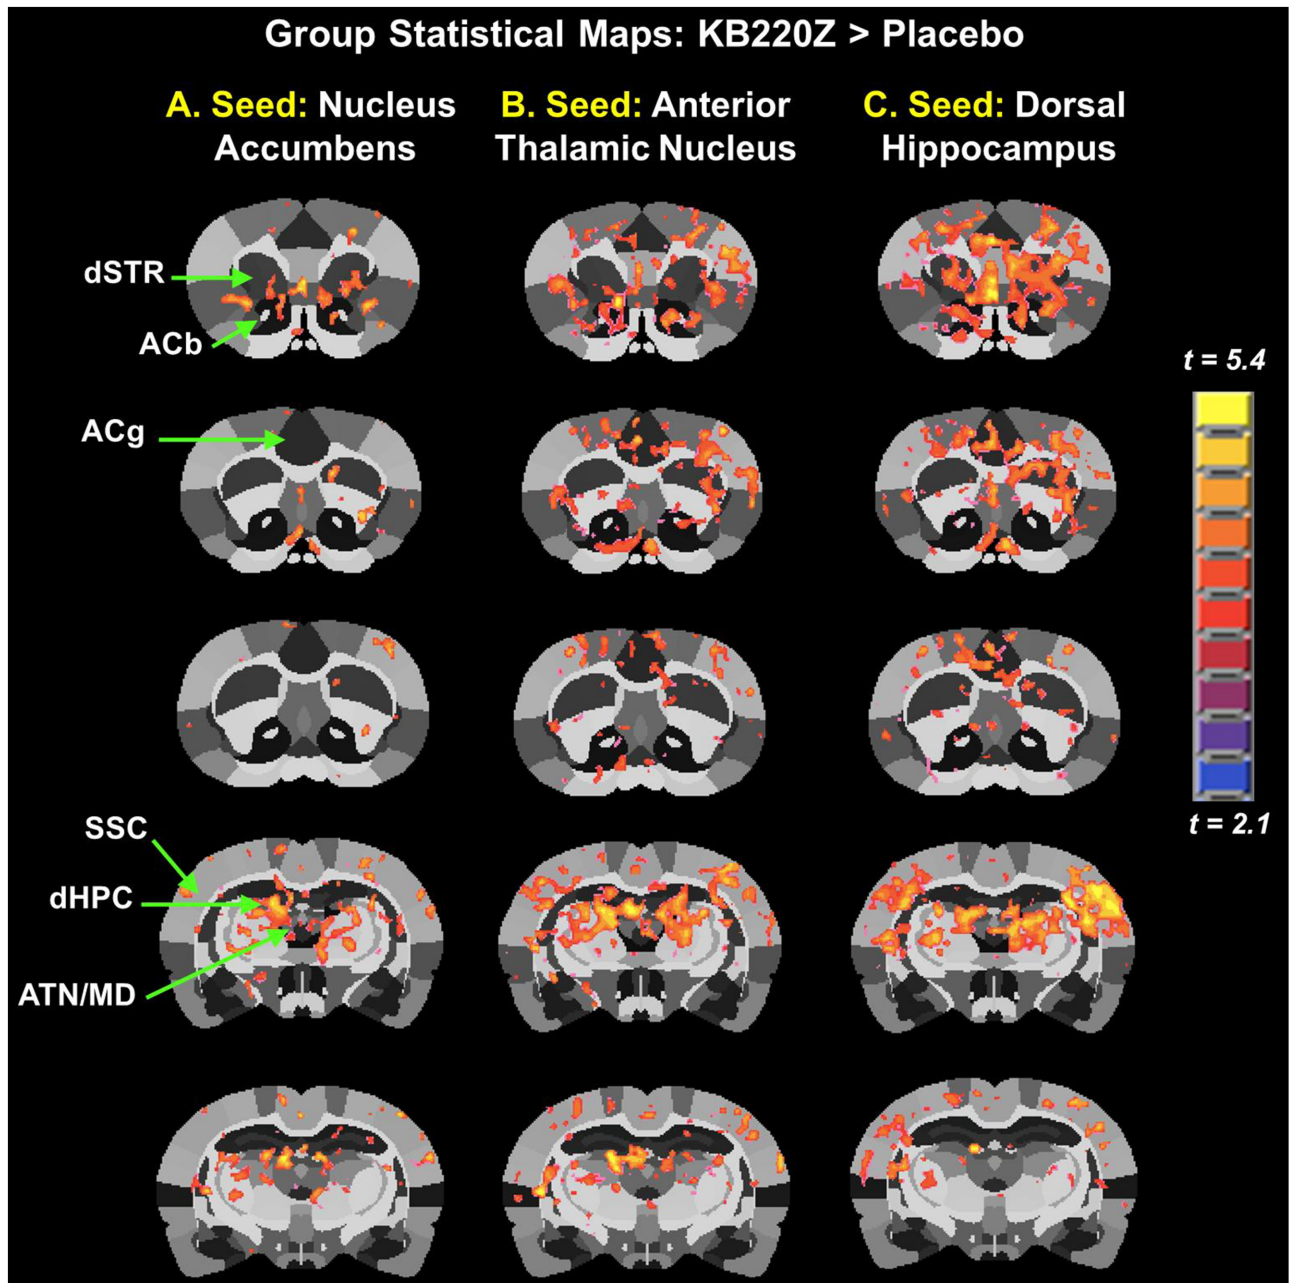 Group Statistical Maps: KB220Z > Placebo
A. Seed: Nucleus
Accumbens
B. Seed: Anterior
Thalamic Nucleus
C. Seed: Dorsal
Hippocampus
dSTR
ACb
t = 5.4
ACg
t = 2.1
SSC
dHPC
ATN/MD